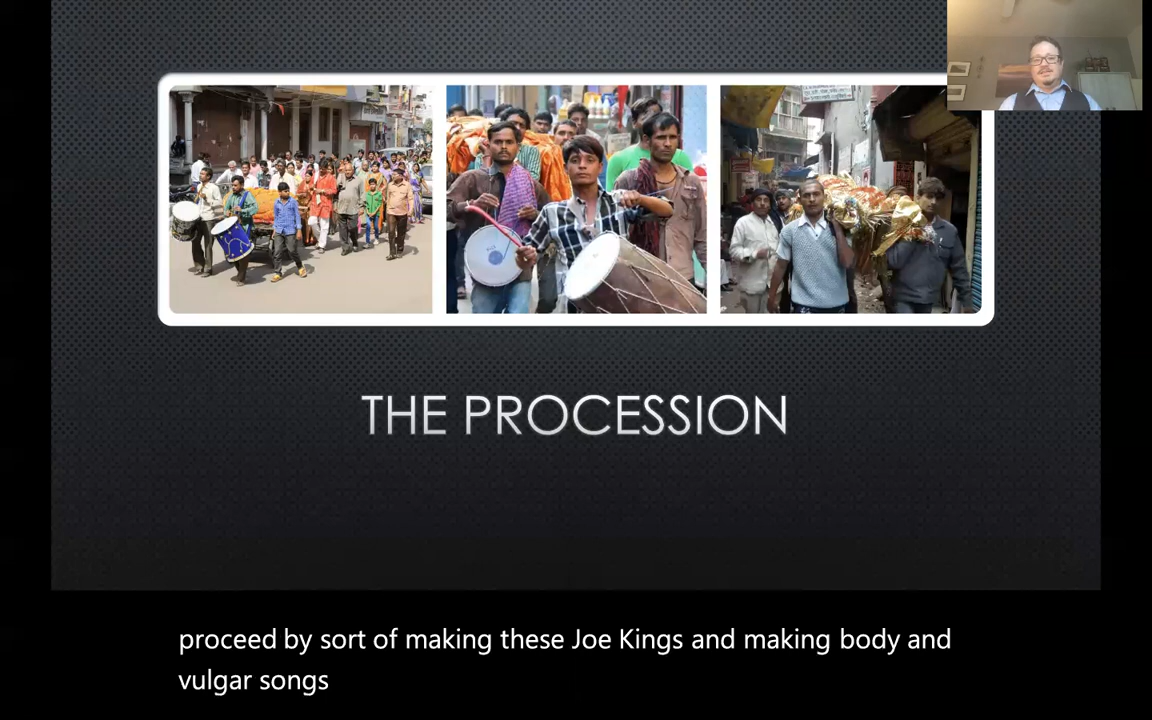 THE PROCESSION
proceed by sort of making these Joe Kings and making body and
vulgar songs